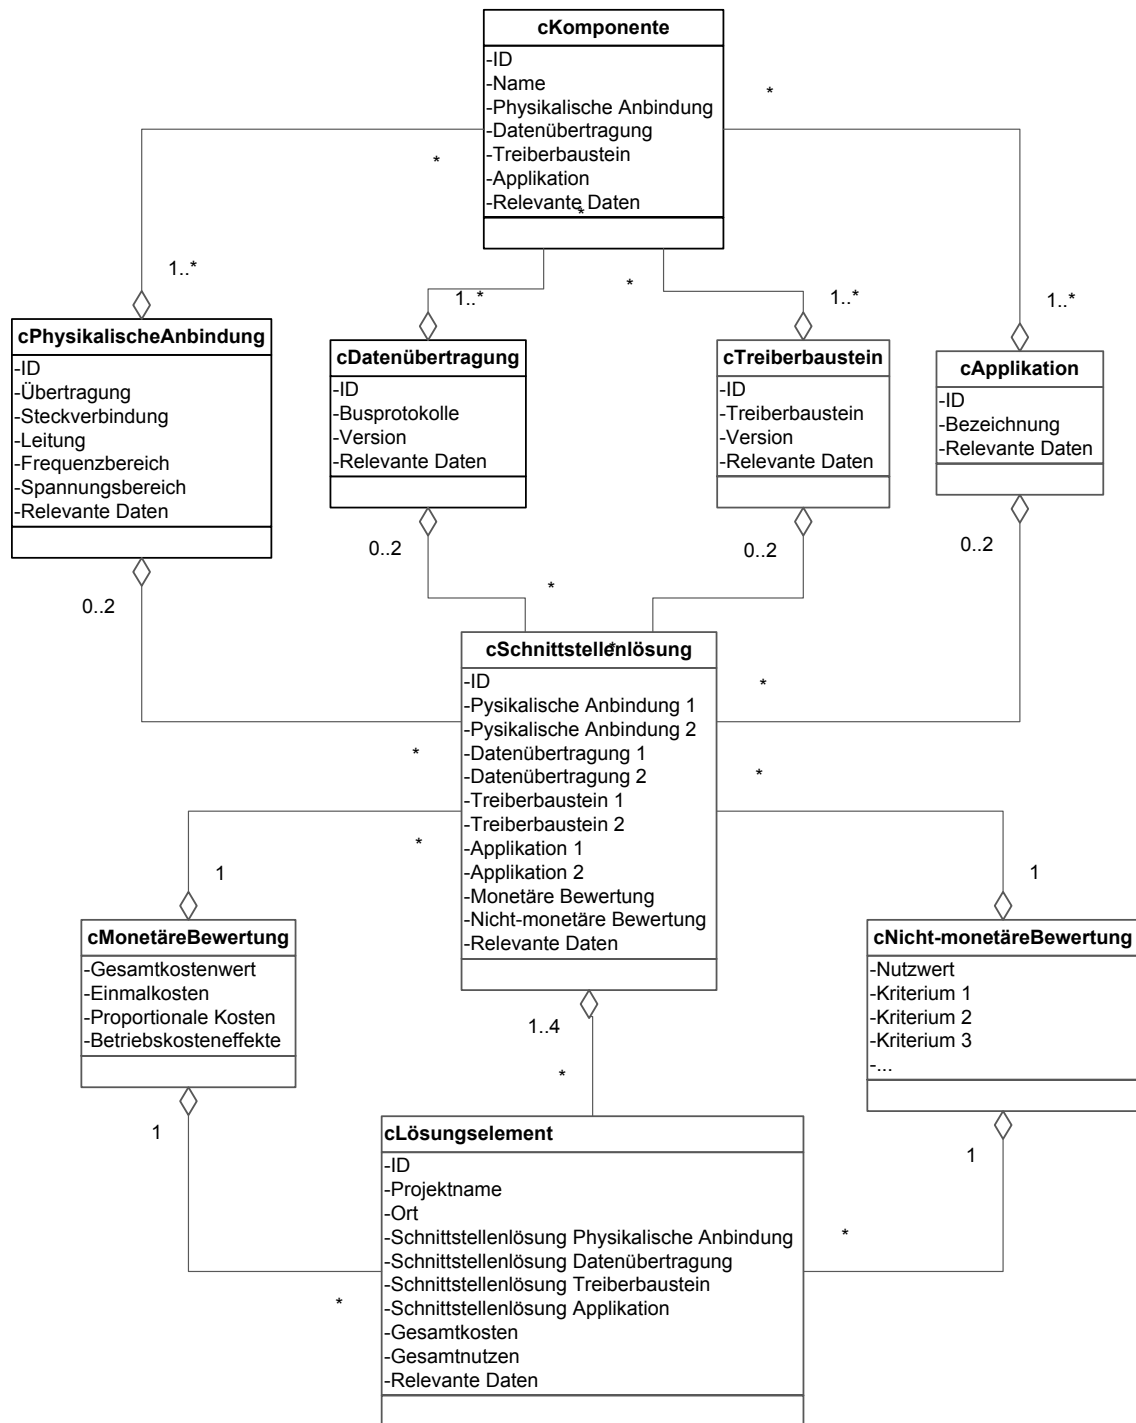 cKomponente
-ID
-Name
-Physikalische Anbindung
-Datenübertragung
-Treiberbaustein
-Applikation
-Relevante Daten
*
*
*
*
1..*
1..*
1..*
1..*
cPhysikalischeAnbindung
-ID
-Übertragung
-Steckverbindung
-Leitung
-Frequenzbereich
-Spannungsbereich
-Relevante Daten
cDatenübertragung
-ID
-Busprotokolle
-Version
-Relevante Daten
cTreiberbaustein
-ID
-Treiberbaustein
-Version
-Relevante Daten
cApplikation
-ID
-Bezeichnung
-Relevante Daten
0..2
0..2
0..2
0..2
*
*
*
*
cSchnittstellenlösung
-ID
-Pysikalische Anbindung 1
-Pysikalische Anbindung 2
-Datenübertragung 1
-Datenübertragung 2
-Treiberbaustein 1
-Treiberbaustein 2
-Applikation 1
-Applikation 2
-Monetäre Bewertung
-Nicht-monetäre Bewertung
-Relevante Daten
*
*
1
1
cMonetäreBewertung
-Gesamtkostenwert
-Einmalkosten
-Proportionale Kosten
-Betriebskosteneffekte
cNicht-monetäreBewertung
-Nutzwert
-Kriterium 1
-Kriterium 2
-Kriterium 3
-...
1..4
*
1
1
cLösungselement
-ID
-Projektname
-Ort
-Schnittstellenlösung Physikalische Anbindung
-Schnittstellenlösung Datenübertragung
-Schnittstellenlösung Treiberbaustein
-Schnittstellenlösung Applikation
-Gesamtkosten
-Gesamtnutzen
-Relevante Daten
*
*